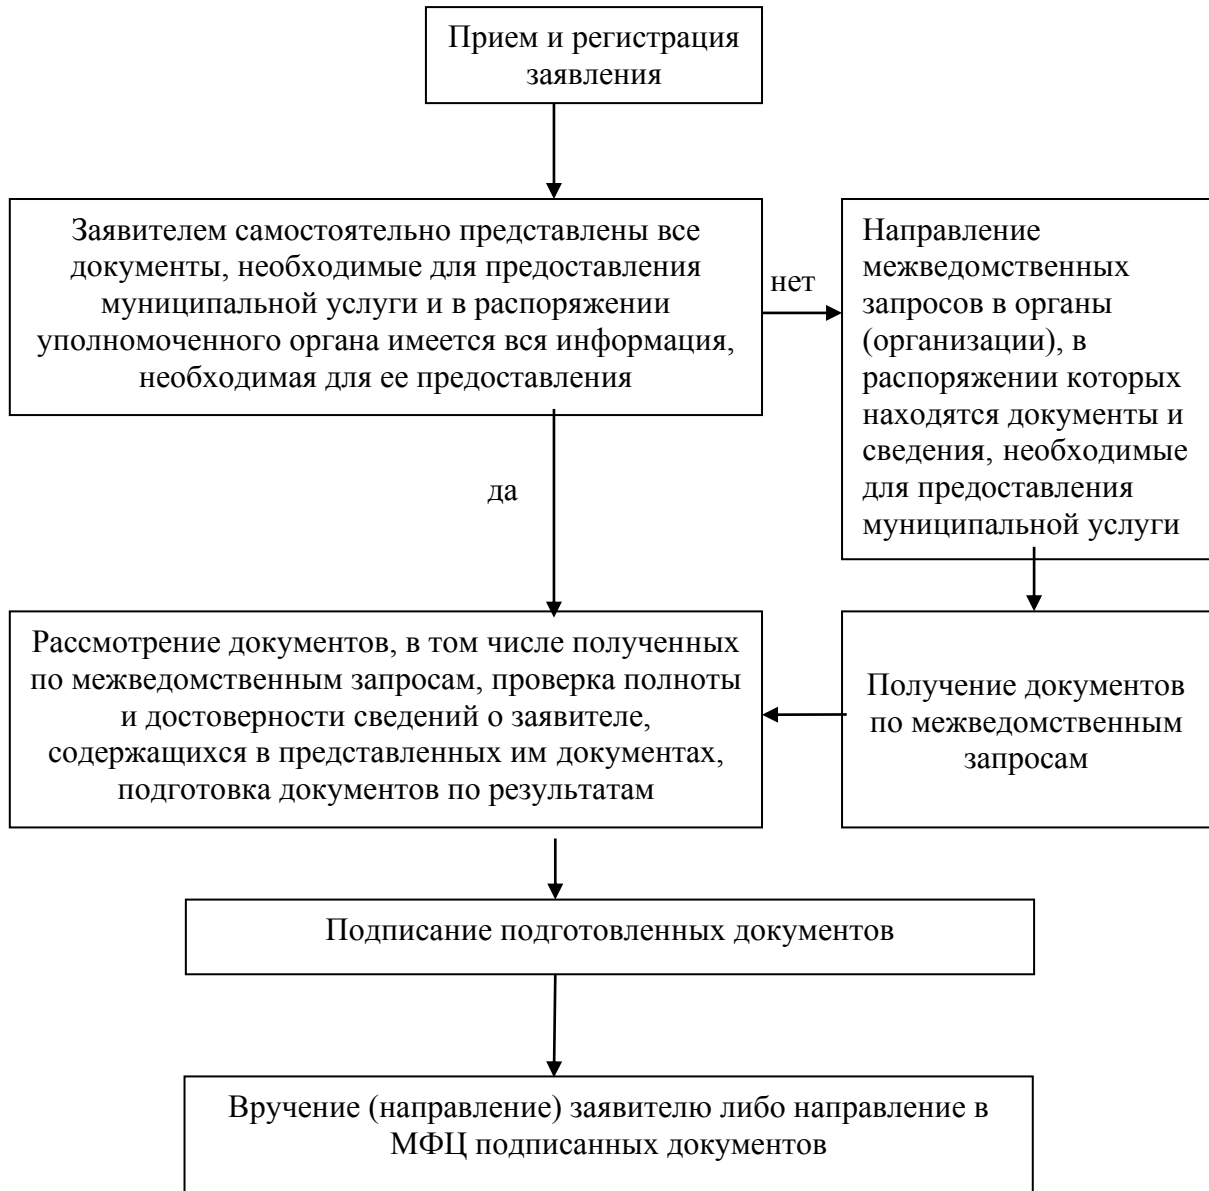 Прием и регистрация
заявления
Заявителем самостоятельно представлены все
документы, необходимые для предоставления
муниципальной услуги и в распоряжении
уполномоченного органа имеется вся информация,
необходимая для ее предоставления
нет
Направление
межведомственных
запросов в органы
(организации), в
распоряжении которых
находятся документы и
сведения, необходимые
для предоставления
муниципальной услуги
да
Рассмотрение документов, в том числе полученных
по межведомственным запросам, проверка полноты
и достоверности сведений о заявителе,
содержащихся в представленных им документах,
подготовка документов по результатам
Получение документов
по межведомственным
запросам
Подписание подготовленных документов
Вручение (направление) заявителю либо направление в
МФЦ подписанных документов